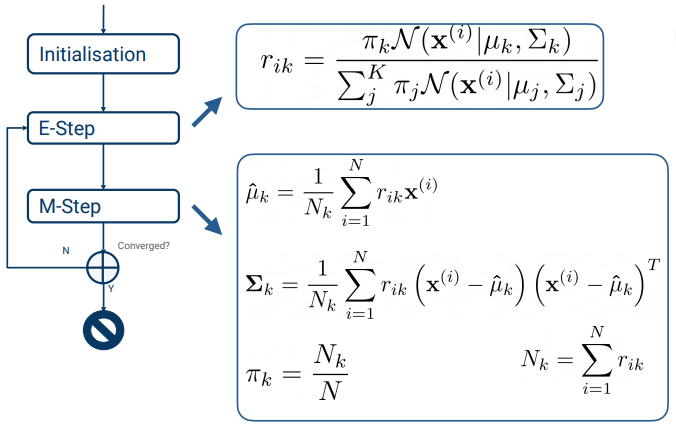 Initialisation
E-Step
M-Step
N
Converged?
Y
r_{ik} = \frac{\pi_k \mathcal{N}(\mathbf{x}^{(i)}|\mu_k, \Sigma_k)}{\sum_j^K \pi_j \mathcal{N}(\mathbf{x}^{(i)}|\mu_j, \Sigma_j)}
\hat{\mu}_k = \frac{1}{N_k} \sum_{i=1}^{N} r_{ik} \mathbf{x}^{(i)}
\mathbf{\Sigma}_k = \frac{1}{N_k} \sum_{i=1}^{N} r_{ik} \left(\mathbf{x}^{(i)} - \hat{\mu}_k\right) \left(\mathbf{x}^{(i)} - \hat{\mu}_k\right)^T
\pi_k = \frac{N_k}{N}
N_k = \sum_{i=1}^{N} r_{ik}